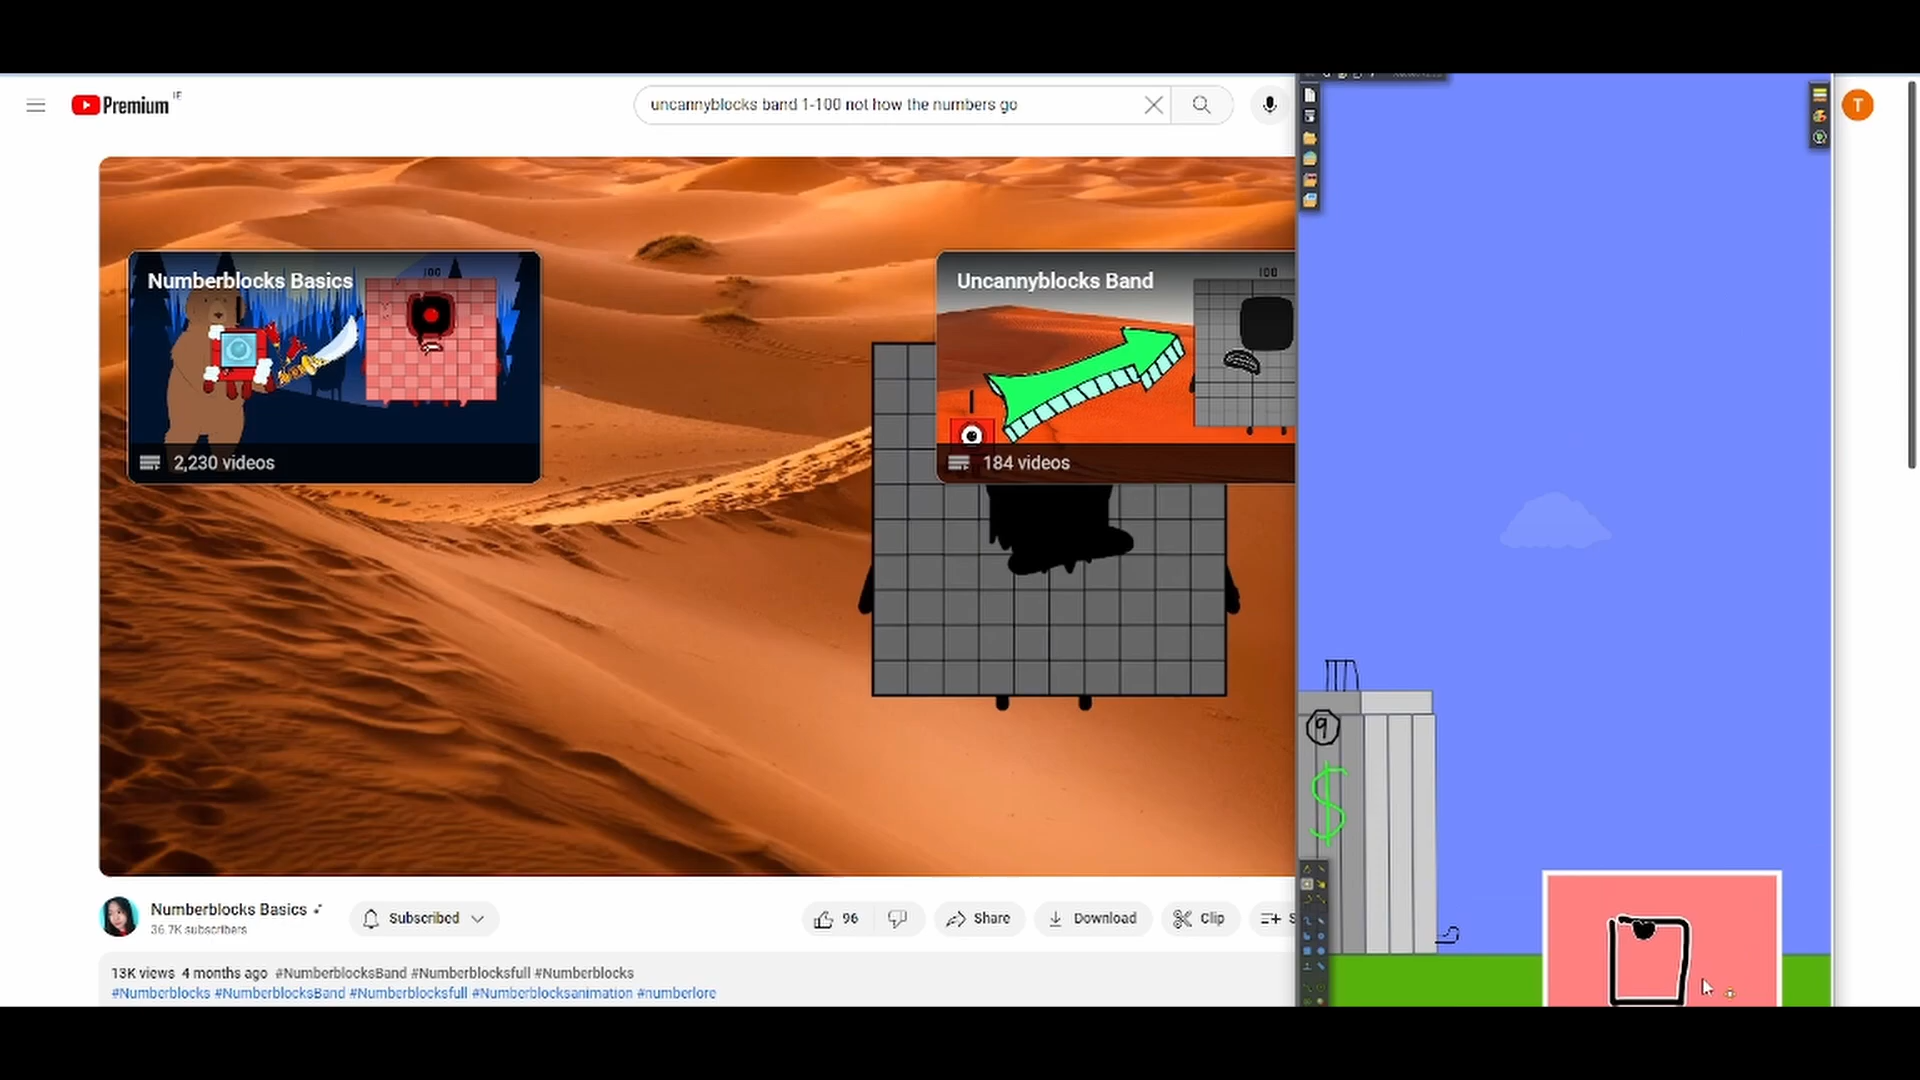 Premium IE
uncannyblocks band 1-100 not how the numbers go
T
Numberblocks Basics
100
2,230 videos
Uncannyblocks Band
100
184 videos
9
$
Numberblocks Basics
36.7K subscribers
Subscribed
96
Share
Download
Clip
S
13K views 4 months ago #NumberblocksBand #Numberblocksfull #Numberblocks
#Numberblocks #NumberblocksBand #Numberblocksfull #Numberblocksanimation #numberlore